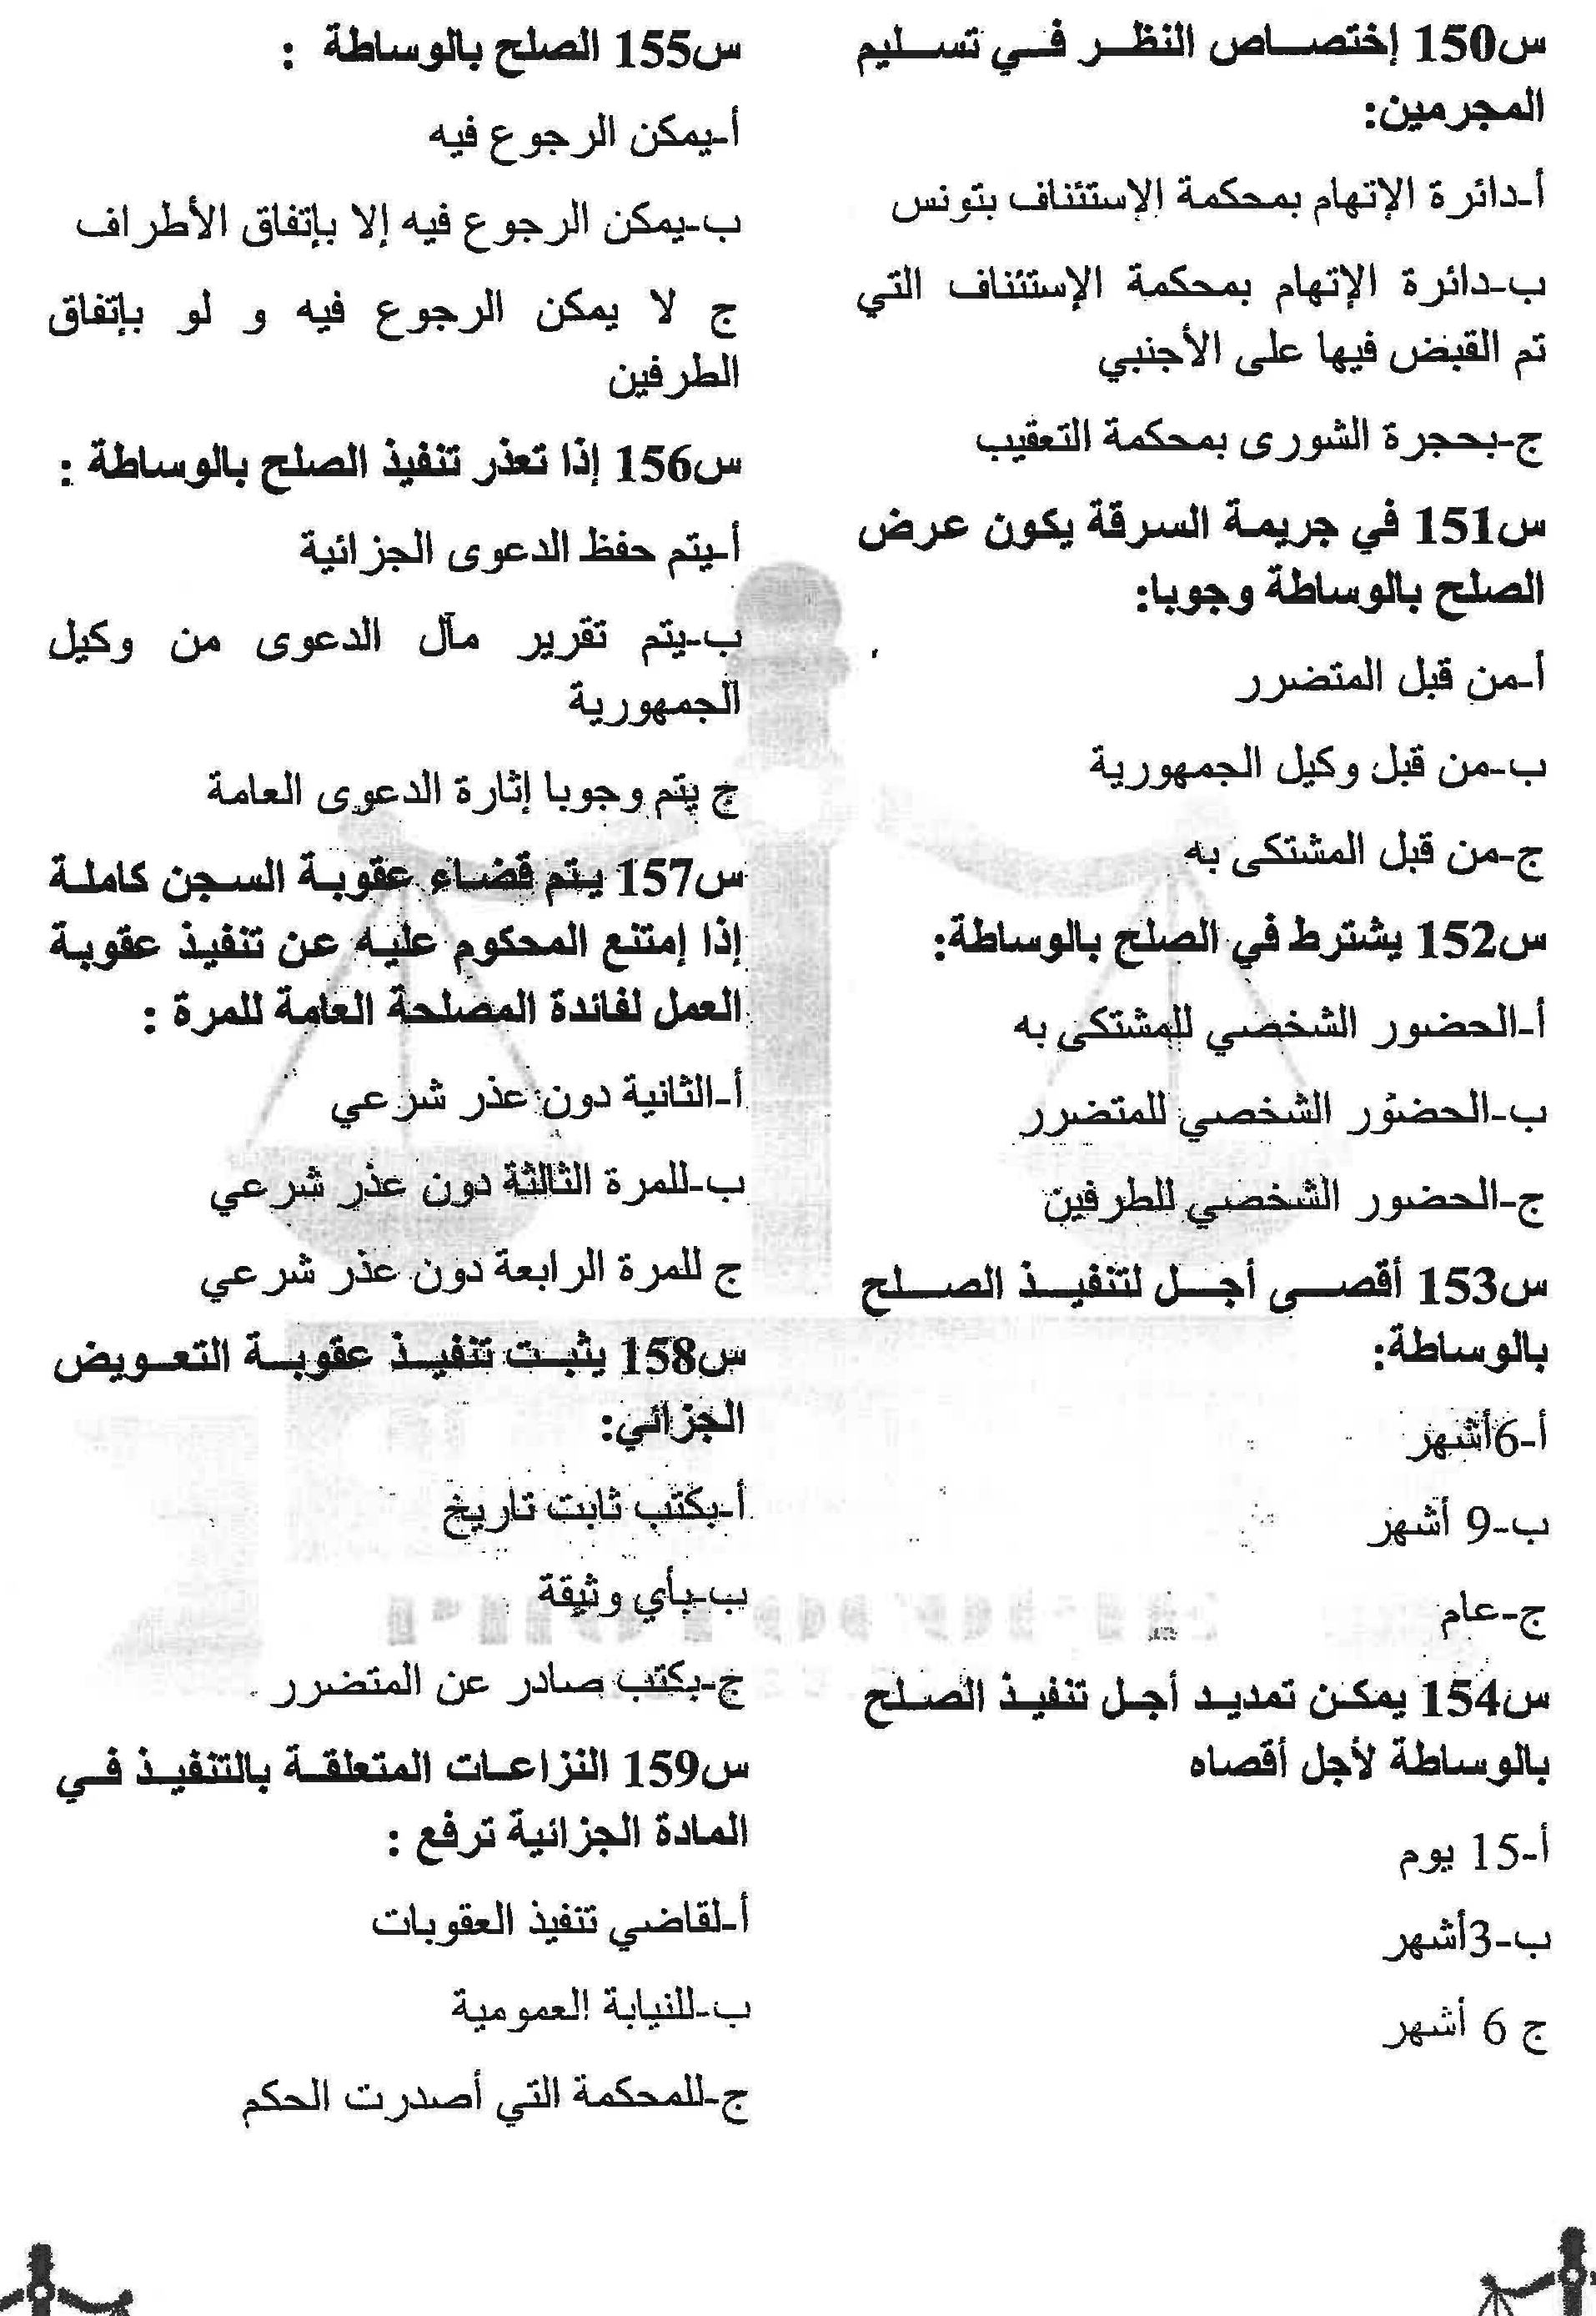 س150 إختصاص النظر في تسليم
المجرمين:
أ-دائرة الإتهام بمحكمة الإستئناف بتونس
ب-دائرة الإتهام بمحكمة الإستئناف التي
تم القبض فيها على الأجنبي
ج-بحجرة الشورى بمحكمة التعقيب
س151 في جريمة السرقة يكون عرض
الصلح بالوساطة وجوبا:
أ-من قبل المتضرر
ب-من قبل وكيل الجمهورية
ج-من قبل المشتكى به
س152 يشترط في الصلح بالوساطة:
أ-الحضور الشخصي للمشتكى به
ب-الحضور الشخصي للمتضرر
ج-الحضور الشخصي للطرفين
س153 أقصى أجل لتنفيذ الصلح
بالوساطة:
أ-6أشهر
ب-9 أشهر
ج-عام
س154 يمكن تمديد أجل تنفيذ الصلح
بالوساطة لأجل أقصاه
أ-15 يوم
ب-3أشهر
ج 6 أشهر
س155 الصلح بالوساطة :
أ-يمكن الرجوع فيه
ب-يمكن الرجوع فيه إلا بإتفاق الأطراف
ج لا يمكن الرجوع فيه و لو بإتفاق
الطرفين
س156 إذا تعذر تنفيذ الصلح بالوساطة :
أ-يتم حفظ الدعوى الجزائية
ب-يتم تقرير مآل الدعوى من وكيل
الجمهورية
ج يتم وجوبا إثارة الدعوى العامة
س157 يتم قضاء عقوبة السجن كاملة
إذا إمتنع المحكوم عليه عن تنفيذ عقوبة
العمل لفائدة المصلحة العامة للمرة :
أ-الثانية دون عذر شرعي
ب-للمرة الثالثة دون عذر شرعي
ج للمرة الرابعة دون عذر شرعي
س158 يثبت تنفيذ عقوبة التعويض
الجزائي:
أ-بكتب ثابت تاريخ
ب-بأي وثيقة
ج-بكتب صادر عن المتضرر
س159 النزاعات المتعلقة بالتنفيذ في
المادة الجزائية ترفع :
أ-لقاضي تنفيذ العقوبات
ب-للنيابة العمومية
ج-للمحكمة التي أصدرت الحكم